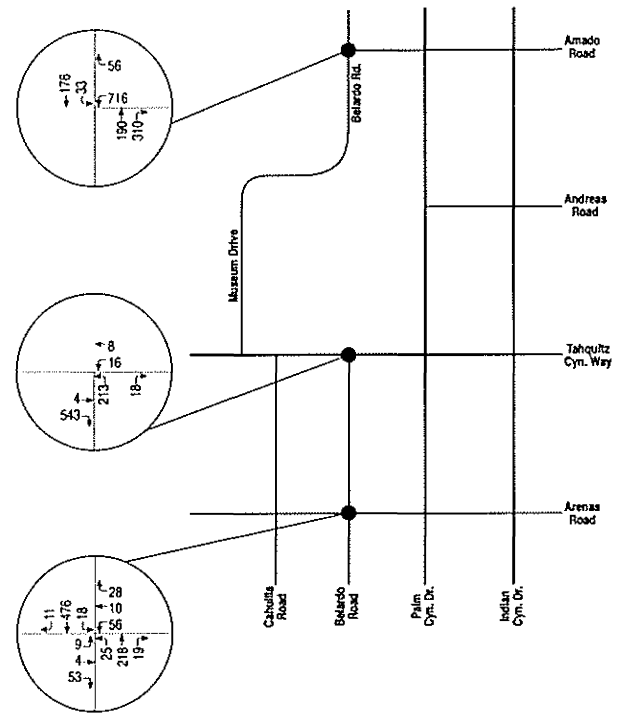 Amado
Road
56
176
33
716
190
310
Belardo Rd.
Andreas
Road
Museum Drive
8
16
213
18
4
543
Tahquitz
Cyn. Way
Arenas
Road
28
10
56
11
476
18
9
4
53
25
218
19
Cahuilla
Road
Belardo
Road
Palm
Cyn. Dr.
Indian
Cyn. Dr.